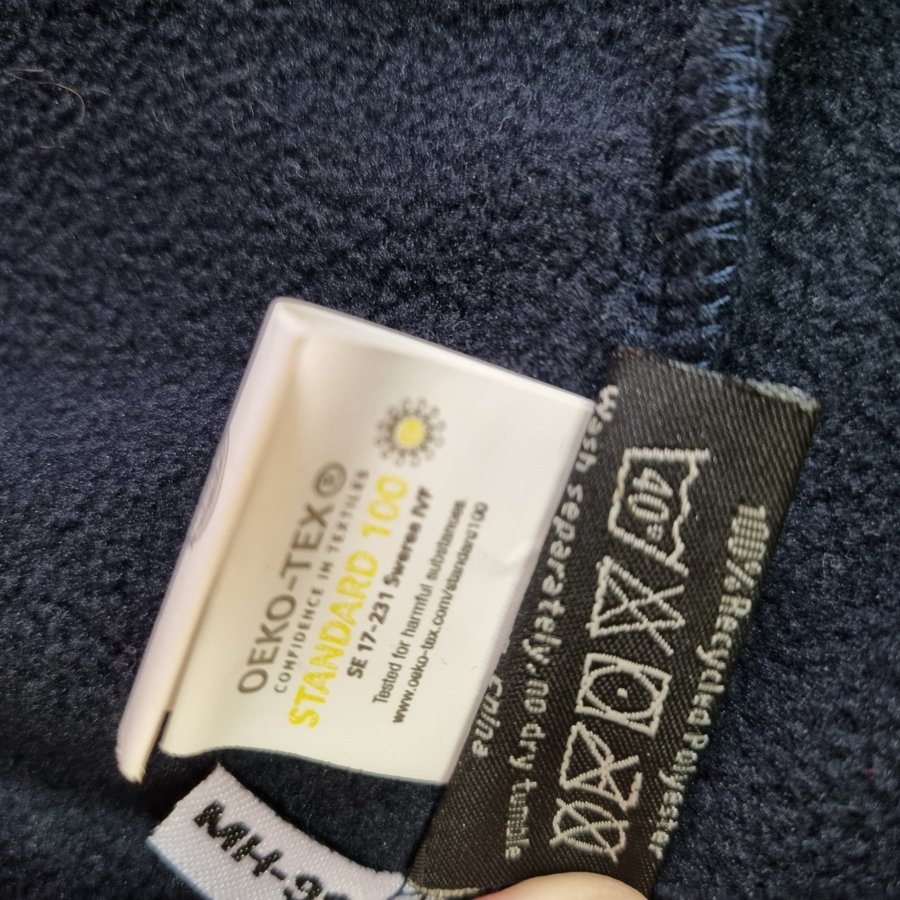 OEKO-TEX®
CONFIDENCE IN TEXTILES
STANDARD 100
SE 17-231 Swerea IVF
Tested for harmful substances.
www.oeko-tex.com/standard100
100% Recycled Polyester
40°
Wash separately,no dry tumble
MH-3